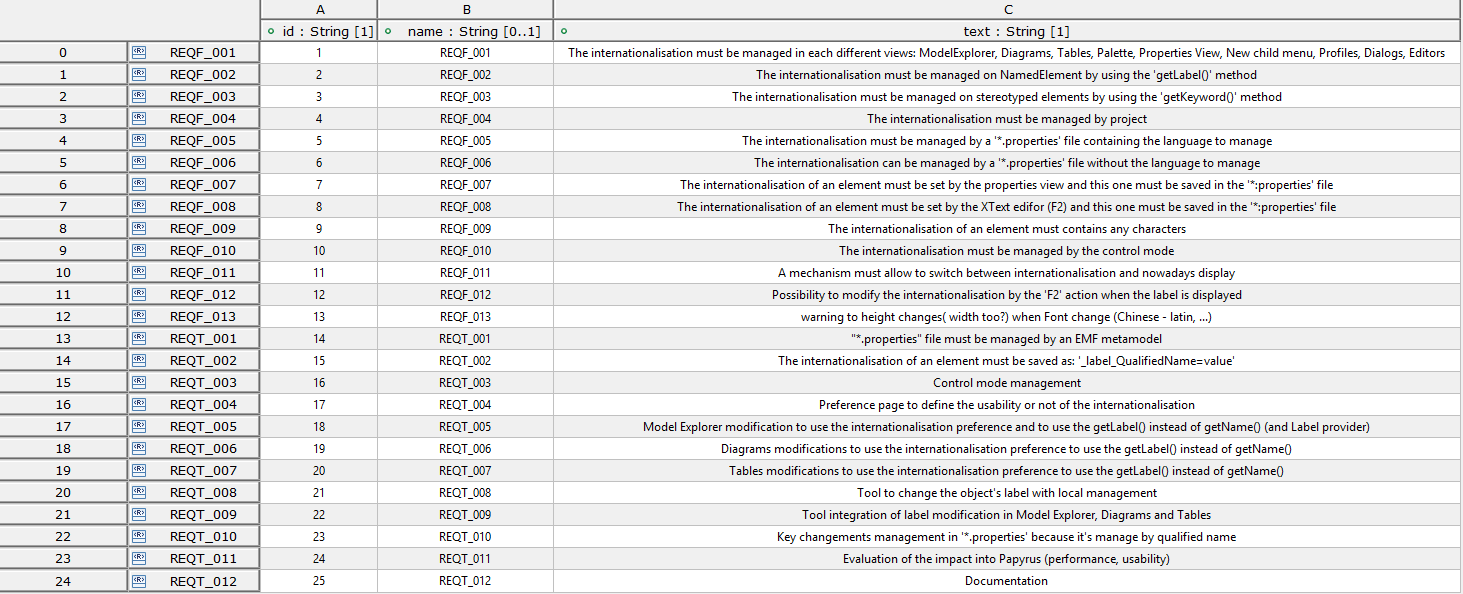 A B C
id : String [1] name : String [0..1] text : String [1]
0 REQF_001 1 REQF_001 The internationalisation must be managed in each different views: ModelExplorer, Diagrams, Tables, Palette, Properties View, New child menu, Profiles, Dialogs, Editors
1 REQF_002 2 REQF_002 The internationalisation must be managed on NamedElement by using the 'getLabel()' method
2 REQF_003 3 REQF_003 The internationalisation must be managed on stereotyped elements by using the 'getKeyword()' method
3 REQF_004 4 REQF_004 The internationalisation must be managed by project
4 REQF_005 5 REQF_005 The internationalisation must be managed by a '*.properties' file containing the language to manage
5 REQF_006 6 REQF_006 The internationalisation can be managed by a '*.properties' file without the language to manage
6 REQF_007 7 REQF_007 The internationalisation of an element must be set by the properties view and this one must be saved in the '*:properties' file
7 REQF_008 8 REQF_008 The internationalisation of an element must be set by the XText edifor (F2) and this one must be saved in the '*:properties' file
8 REQF_009 9 REQF_009 The internationalisation of an element must contains any characters
9 REQF_010 10 REQF_010 The internationalisation must be managed by the control mode
10 REQF_011 11 REQF_011 A mechanism must allow to switch between internationalisation and nowadays display
11 REQF_012 12 REQF_012 Possibility to modify the internationalisation by the 'F2' action when the label is displayed
12 REQF_013 13 REQF_013 warning to height changes( width too?) when Font change (Chinese - latin, ...)
13 REQT_001 14 REQT_001 "*.properties" file must be managed by an EMF metamodel
14 REQT_002 15 REQT_002 The internationalisation of an element must be saved as: '_label_QualifiedName=value'
15 REQT_003 16 REQT_003 Control mode management
16 REQT_004 17 REQT_004 Preference page to define the usability or not of the internationalisation
17 REQT_005 18 REQT_005 Model Explorer modification to use the internationalisation preference and to use the getLabel() instead of getName() (and Label provider)
18 REQT_006 19 REQT_006 Diagrams modifications to use the internationalisation preference to use the getLabel() instead of getName()
19 REQT_007 20 REQT_007 Tables modifications to use the internationalisation preference to use the getLabel() instead of getName()
20 REQT_008 21 REQT_008 Tool to change the object's label with local management
21 REQT_009 22 REQT_009 Tool integration of label modification in Model Explorer, Diagrams and Tables
22 REQT_010 23 REQT_010 Key changements management in '*.properties' because it's manage by qualified name
23 REQT_011 24 REQT_011 Evaluation of the impact into Papyrus (performance, usability)
24 REQT_012 25 REQT_012 Documentation